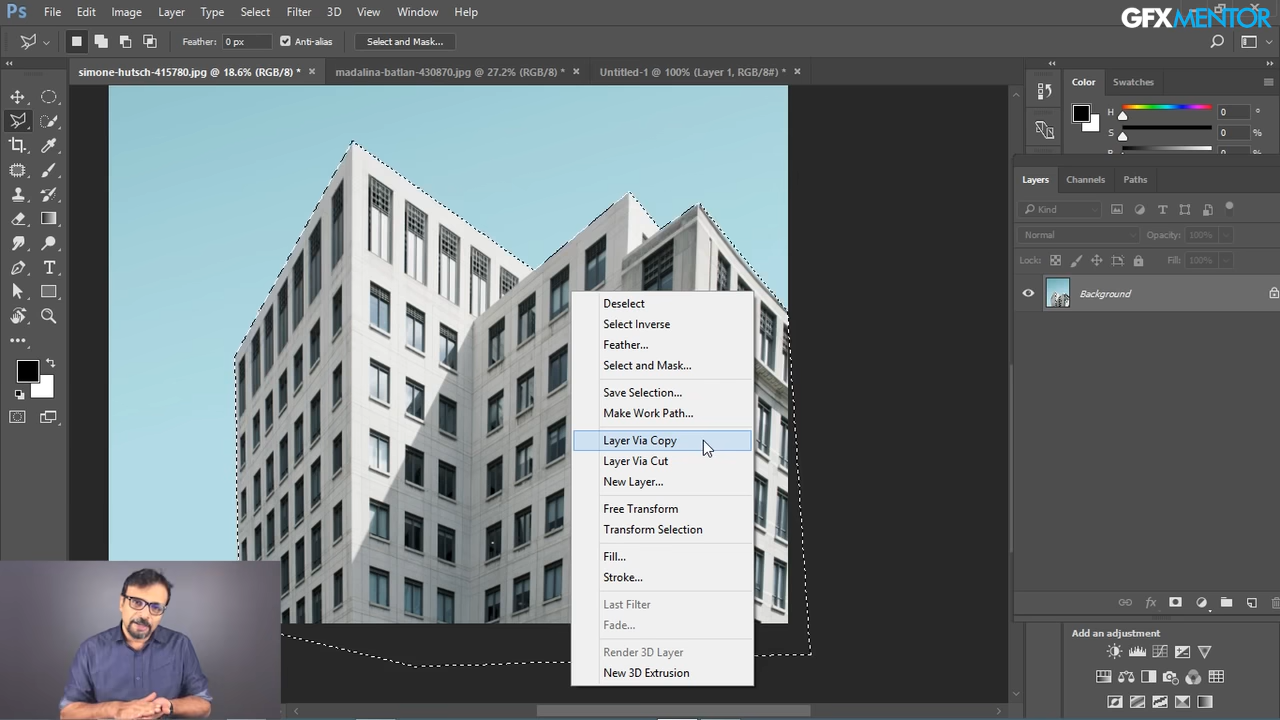 Ps File Edit Image Layer Type Select Filter 3D View Window Help
GFXMENTOR
Feather: 0 px Anti-alias Select and Mask...
simone-hutsch-415780.jpg @ 18.6% (RGB/8) * × madalina-batlan-430870.jpg @ 27.2% (RGB/8) * × Untitled-1 @ 100% (Layer 1, RGB/8#) * ×
Color Swatches
H 0 °
S 0 %
Layers Channels Paths
Kind
Normal Opacity: 100%
Lock: Fill: 100%
Background
Deselect
Select Inverse
Feather...
Select and Mask...
Save Selection...
Make Work Path...
Layer Via Copy
Layer Via Cut
New Layer...
Free Transform
Transform Selection
Fill...
Stroke...
Last Filter
Fade...
Render 3D Layer
New 3D Extrusion
fx
Add an adjustment